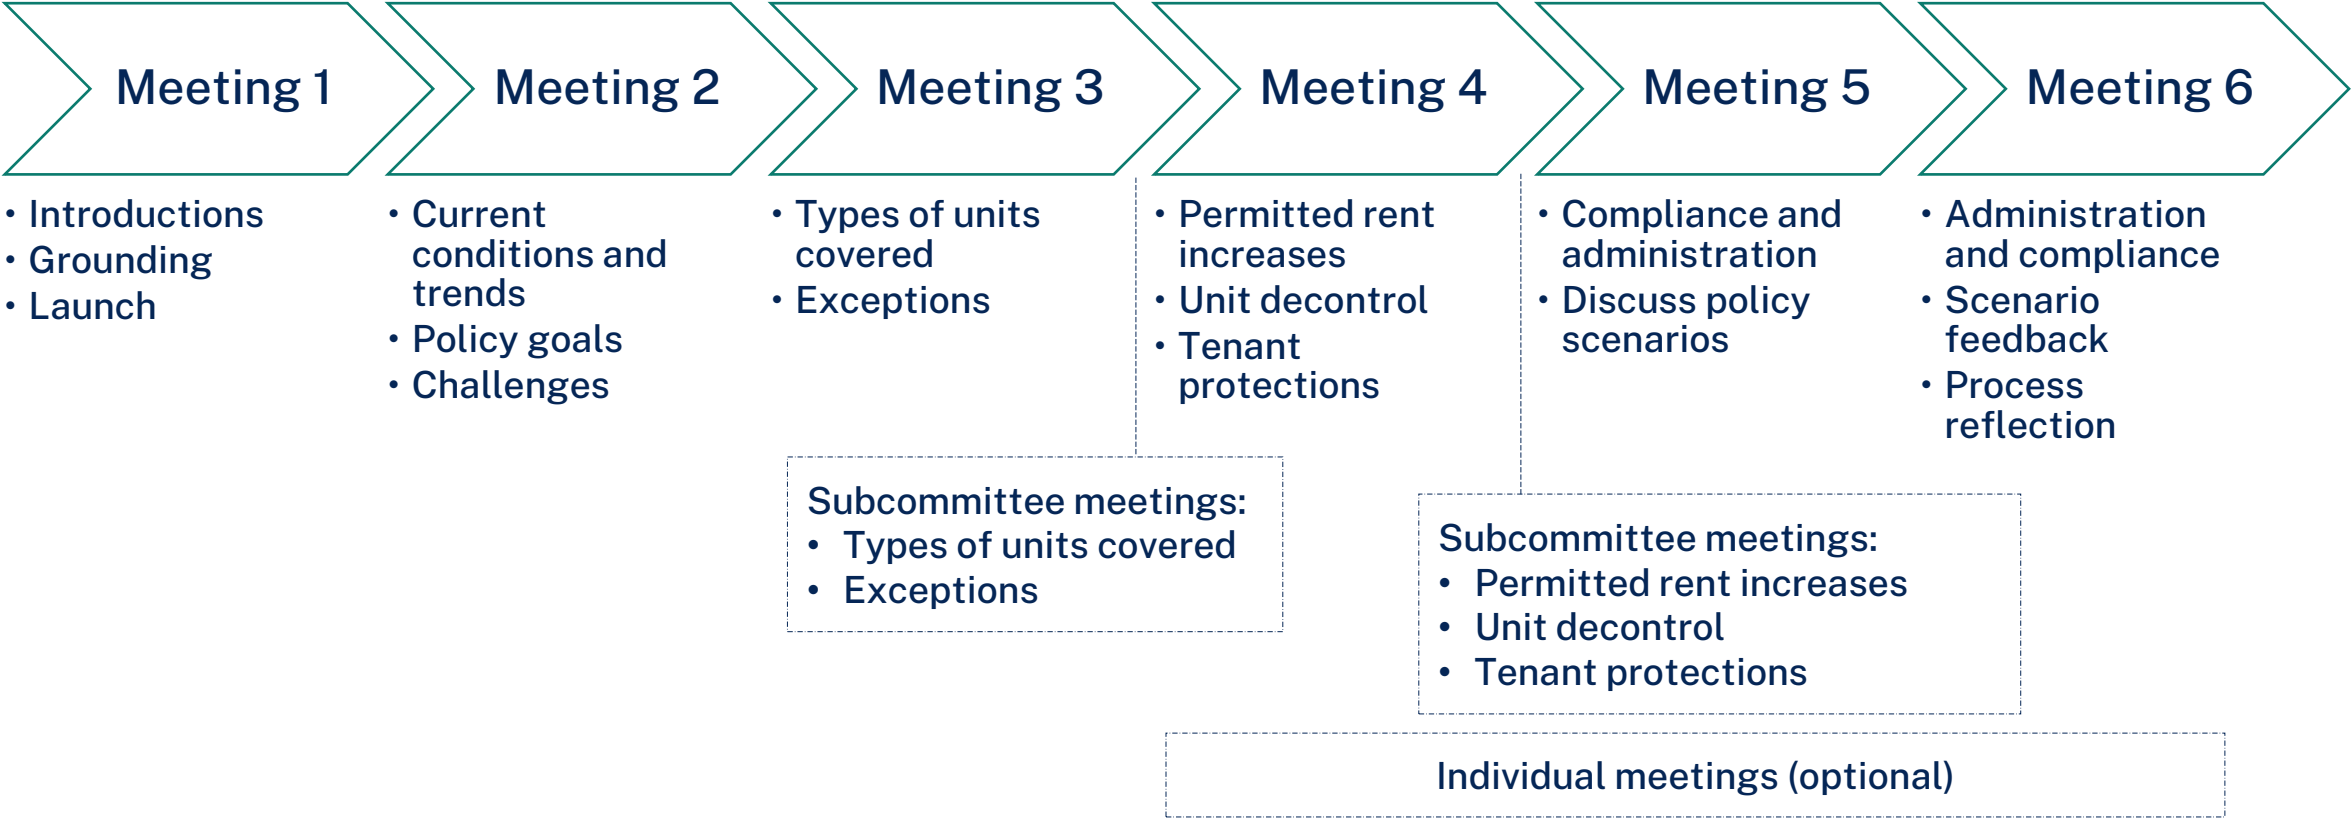 Meeting 1
Meeting 2
Meeting 3
Meeting 4
Meeting 5
Meeting 6
• Introductions
• Grounding
• Launch
• Current
conditions and
trends
• Policy goals
• Challenges
• Types of units
covered
• Exceptions
• Permitted rent
increases
• Unit decontrol
• Tenant
protections
• Compliance and
administration
• Discuss policy
scenarios
• Administration
and compliance
• Scenario
feedback
• Process
reflection
Subcommittee meetings:
• Types of units covered
• Exceptions
Subcommittee meetings:
• Permitted rent increases
• Unit decontrol
• Tenant protections
Individual meetings (optional)